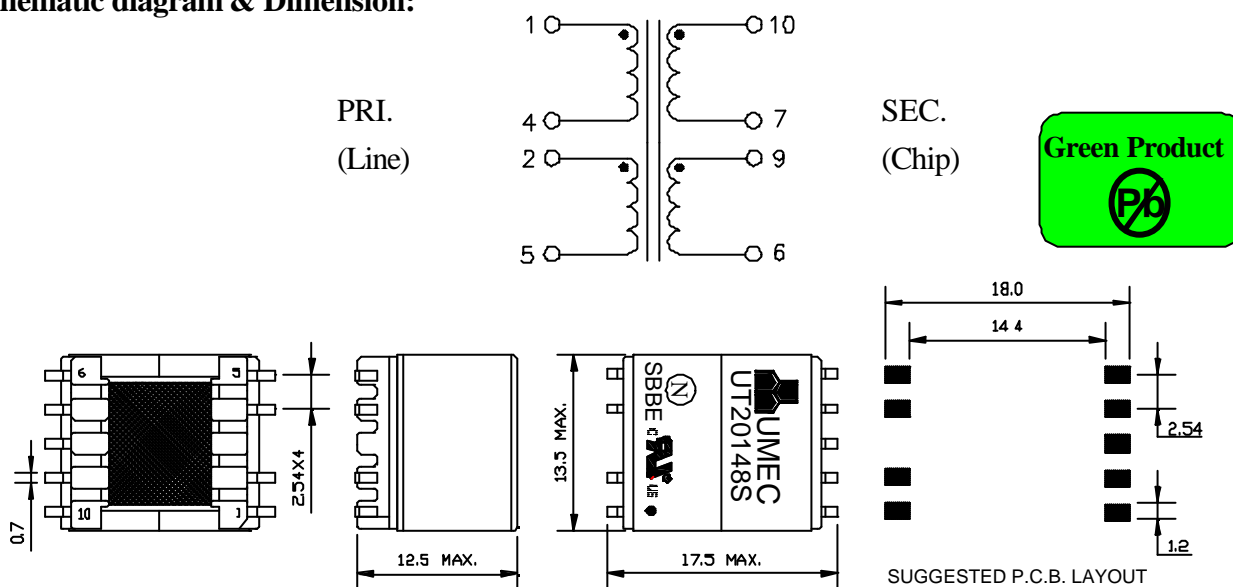 hematic diagram & Dimension:
1 10
PRI. SEC.
4 7
(Line) (Chip)
2 9
5 6
Green Product
Pb
18.0
14.4
2.54
1.2
SUGGESTED P.C.B. LAYOUT
6 5
10 1
0.7
2.54X4
12.5 MAX.
13.5 MAX.
17.5 MAX.
SBBE
N
c UR US
UMEC
UT20148S